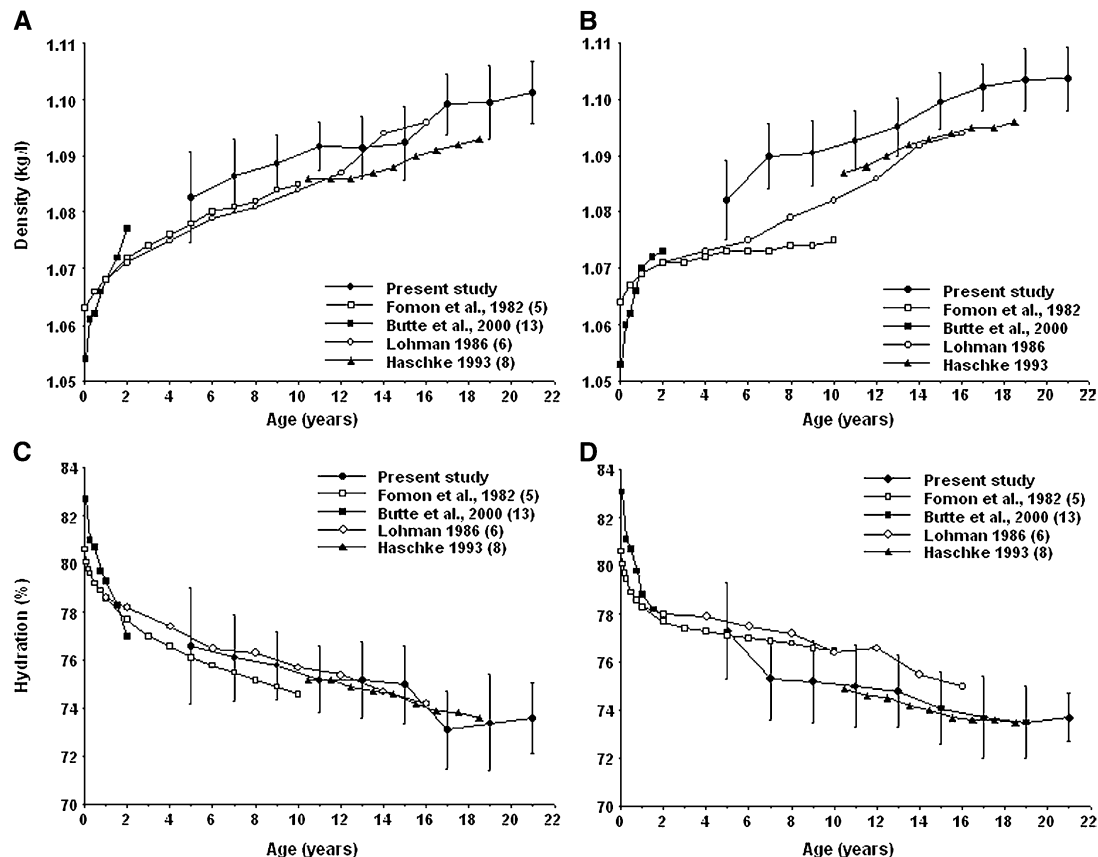 A
1.11
1.10
1.09
1.08
1.07
1.06
1.05
Density (kg/l)
0 2 4 6 8 10 12 14 16 18 20 22
Age (years)
Present study
Fomon et al., 1982 (5)
Butte et al., 2000 (13)
Lohman 1986 (6)
Haschke 1993 (8)
B
1.11
1.10
1.09
1.08
1.07
1.06
1.05
0 2 4 6 8 10 12 14 16 18 20 22
Age (years)
Present study
Fomon et al., 1982
Butte et al., 2000
Lohman 1986
Haschke 1993
C
84
82
80
78
76
74
72
70
Hydration (%)
0 2 4 6 8 10 12 14 16 18 20 22
Age (years)
Present study
Fomon et al., 1982 (5)
Butte et al., 2000 (13)
Lohman 1986 (6)
Haschke 1993 (8)
D
84
82
80
78
76
74
72
70
0 2 4 6 8 10 12 14 16 18 20 22
Age (years)
Present study
Fomon et al., 1982 (5)
Butte et al., 2000 (13)
Lohman 1986 (6)
Haschke 1993 (8)